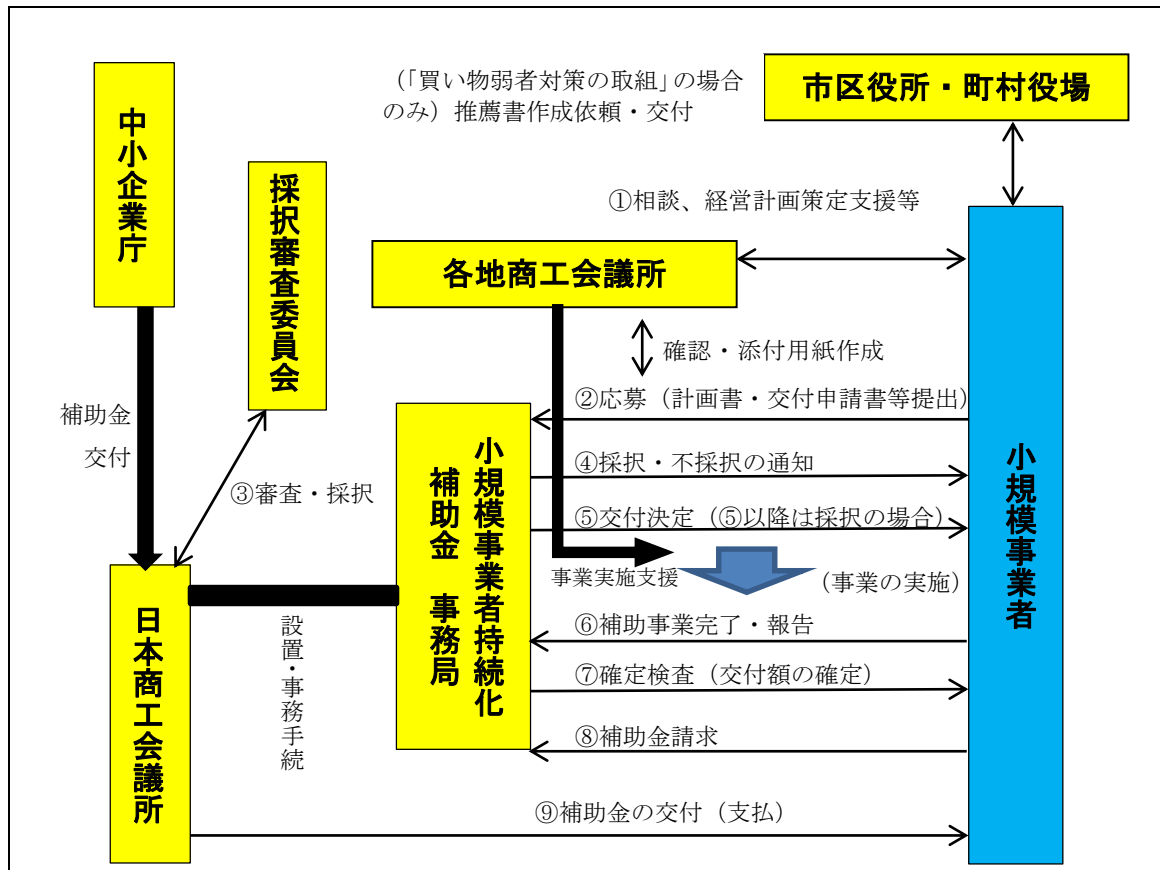 (「買い物弱者対策の取組」の場合
のみ)推薦書作成依頼・交付
市区役所・町村役場
中小企業庁
採択審査委員会
①相談、経営計画策定支援等
各地商工会議所
確認・添付用紙作成
②応募(計画書・交付申請書等提出)
補助金
交付
③審査・採択
小規模事業者持続化
補助金 事務局
④採択・不採択の通知
⑤交付決定(⑤以降は採択の場合)
事業実施支援
(事業の実施)
小規模事業者
日本商工会議所
設置・事務手続
⑥補助事業完了・報告
⑦確定検査(交付額の確定)
⑧補助金請求
⑨補助金の交付(支払)